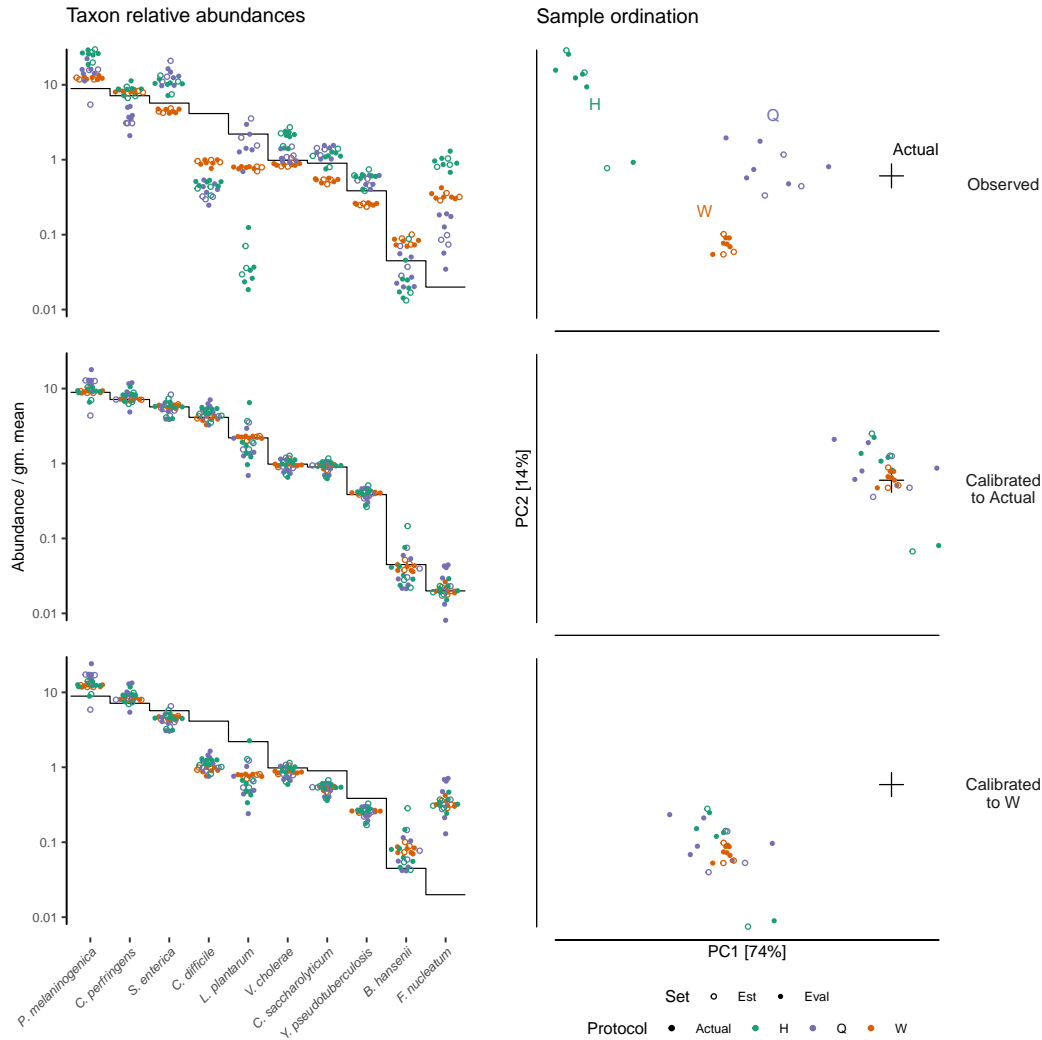 Taxon relative abundances
Sample ordination
10
1
0.1
0.01
H
Q
W
Actual
Observed
10
1
0.1
0.01
Abundance / gm. mean
PC2 [14%]
Calibrated
to Actual
10
1
0.1
0.01
Calibrated
to W
P. melaninogenica
C. perfringens
S. enterica
C. difficile
L. plantarum
V. cholerae
C. saccharolyticum
Y. pseudotuberculosis
B. hansenii
F. nucleatum
PC1 [74%]
Set Est Eval
Protocol Actual H Q W